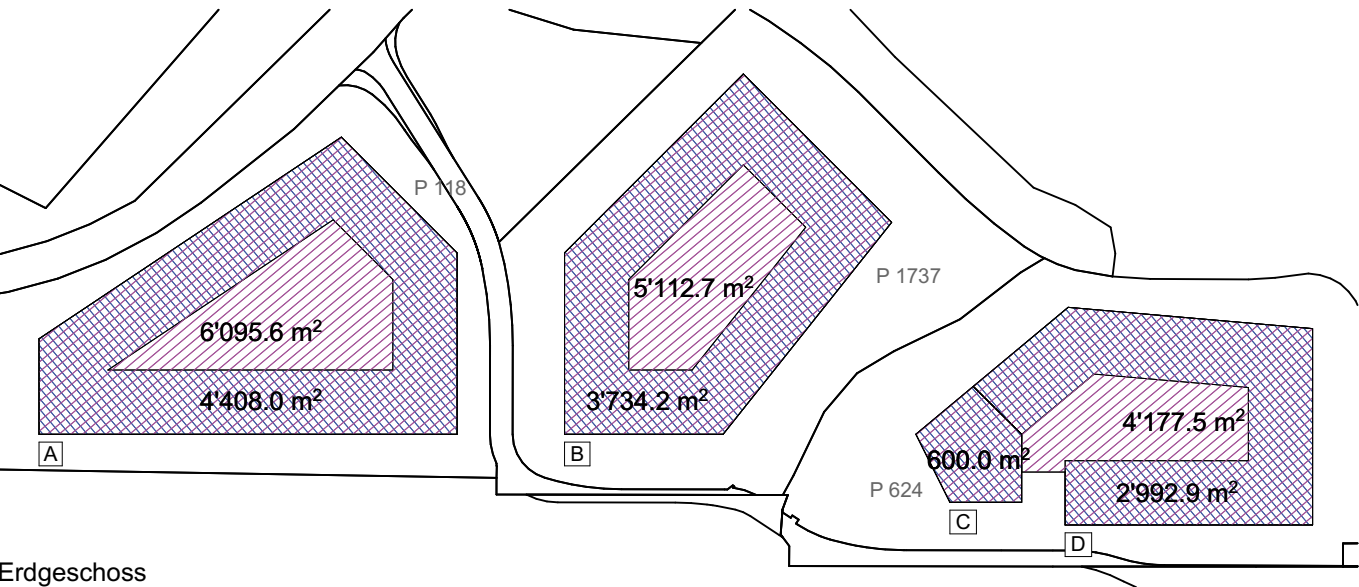 P 118
P 1737
6'095.6 m²
4'408.0 m²
A
5'112.7 m²
3'734.2 m²
B
4'177.5 m²
600.0 m²
2'992.9 m²
P 624
C
D
Erdgeschoss